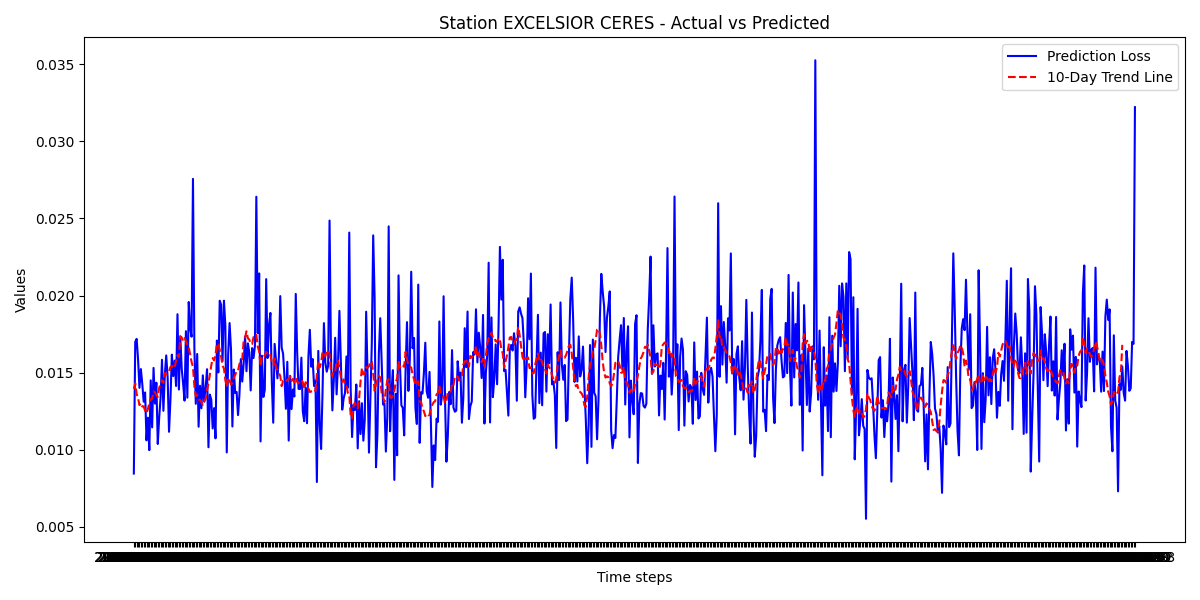 Station EXCELSIOR CERES - Actual vs Predicted
Prediction Loss
10-Day Trend Line
Values
0.035
0.030
0.025
0.020
0.015
0.010
0.005
Time steps